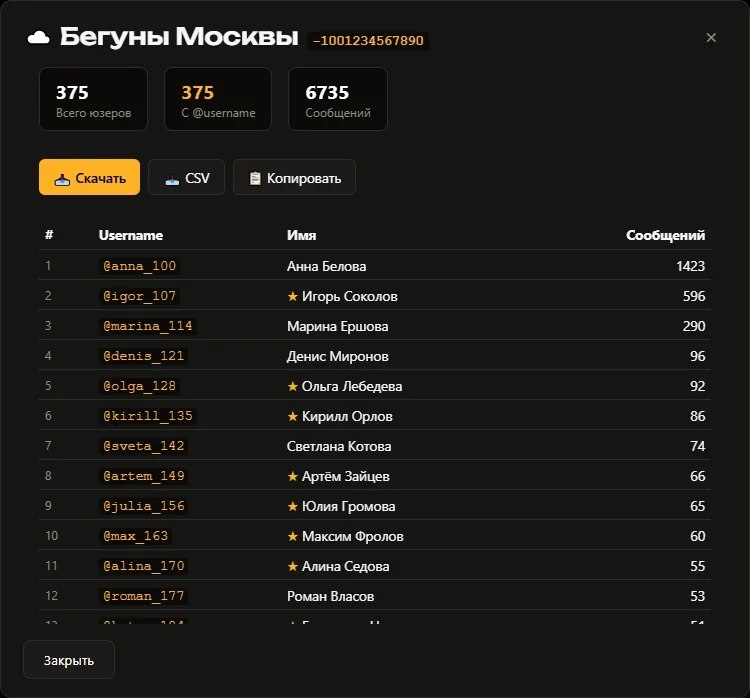 Бегуны Москвы -1001234567890
375
Всего юзеров
375
С @username
6735
Сообщений
Скачать
CSV
Копировать
# Username Имя Сообщений
1 @anna_100 Анна Белова 1423
2 @igor_107 ★ Игорь Соколов 596
3 @marina_114 Марина Ершова 290
4 @denis_121 Денис Миронов 96
5 @olga_128 ★ Ольга Лебедева 92
6 @kirill_135 ★ Кирилл Орлов 86
7 @sveta_142 Светлана Котова 74
8 @artem_149 ★ Артём Зайцев 66
9 @julia_156 ★ Юлия Громова 65
10 @max_163 ★ Максим Фролов 60
11 @alina_170 ★ Алина Седова 55
12 @roman_177 Роман Власов 53
Закрыть